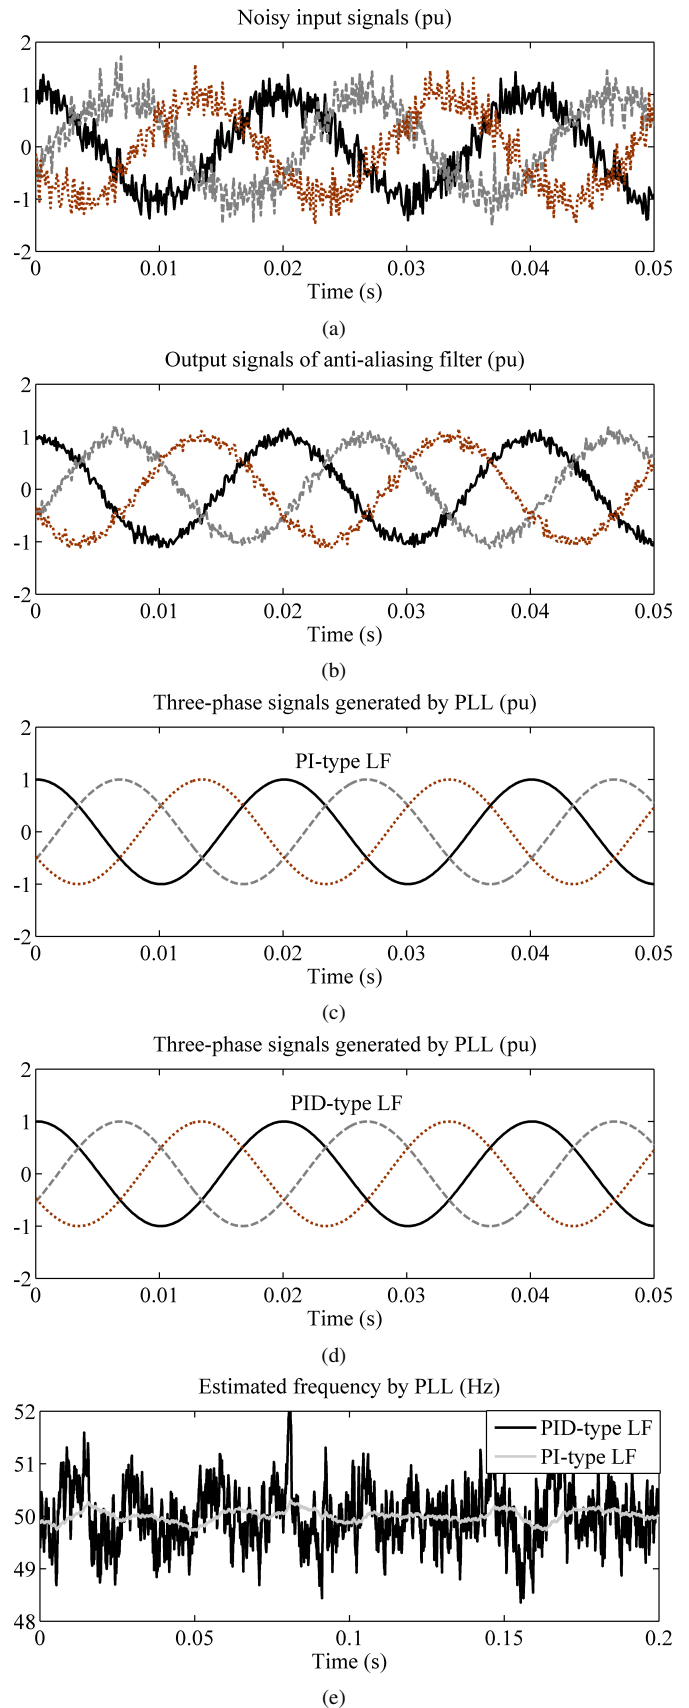 Noisy input signals (pu)
2
1
0
-1
-2
0 0.01 0.02 0.03 0.04 0.05
Time (s)
(a)
Output signals of anti-aliasing filter (pu)
2
1
0
-1
-2
0 0.01 0.02 0.03 0.04 0.05
Time (s)
(b)
Three-phase signals generated by PLL (pu)
2
PI-type LF
1
0
-1
-2
0 0.01 0.02 0.03 0.04 0.05
Time (s)
(c)
Three-phase signals generated by PLL (pu)
2
PID-type LF
1
0
-1
-2
0 0.01 0.02 0.03 0.04 0.05
Time (s)
(d)
Estimated frequency by PLL (Hz)
52
PID-type LF
PI-type LF
51
50
49
48
0 0.05 0.1 0.15 0.2
Time (s)
(e)